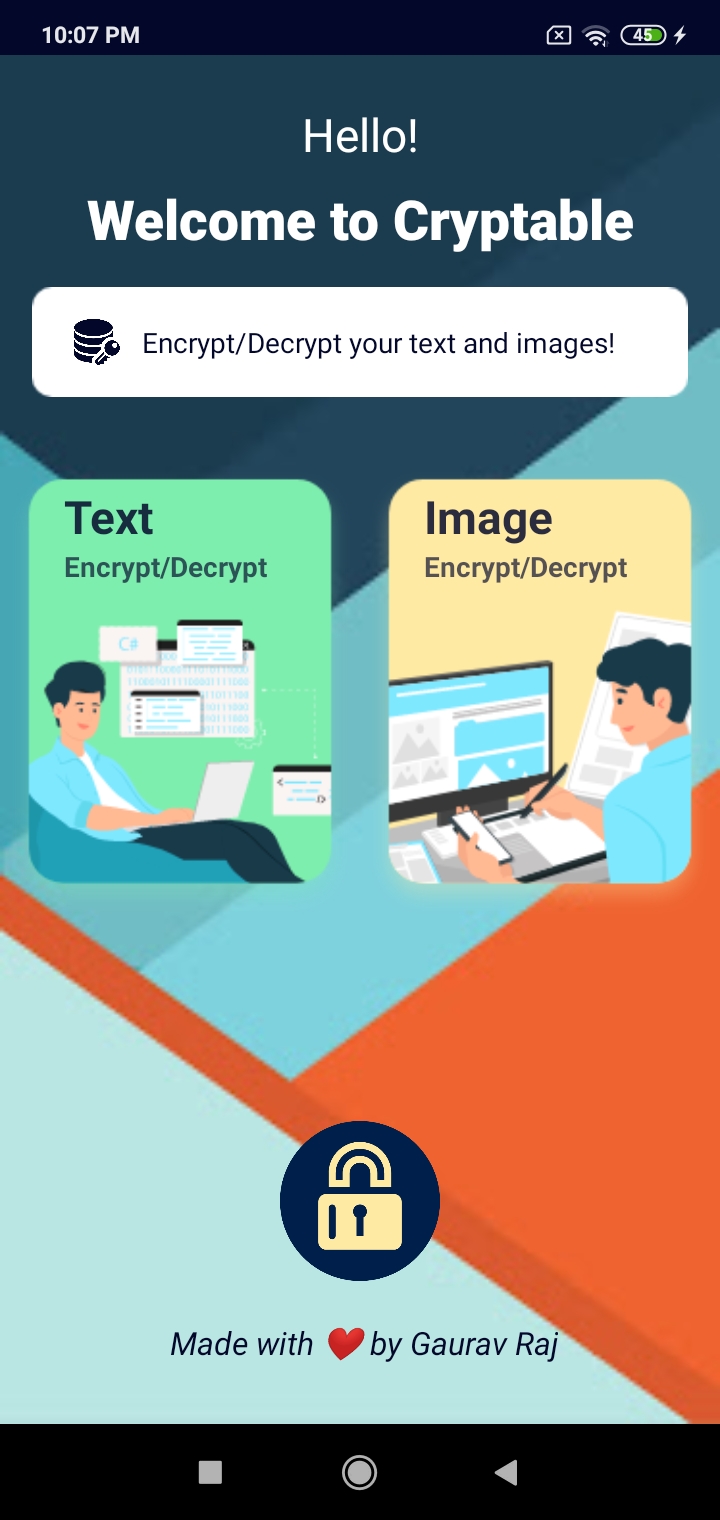 10:07 PM
45
Hello!
Welcome to Cryptable
Encrypt/Decrypt your text and images!
Text
Encrypt/Decrypt
Image
Encrypt/Decrypt
C#
Made with ❤️ by Gaurav Raj